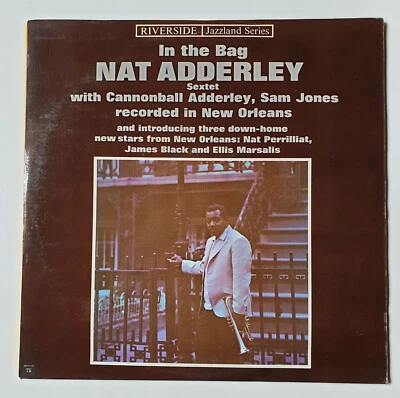 RIVERSIDE Jazzland Series
In the Bag
NAT ADDERLEY
Sextet
with Cannonball Adderley, Sam Jones
recorded in New Orleans
and introducing three down-home
new stars from New Orleans: Nat Perrilliat,
James Black and Ellis Marsalis
75